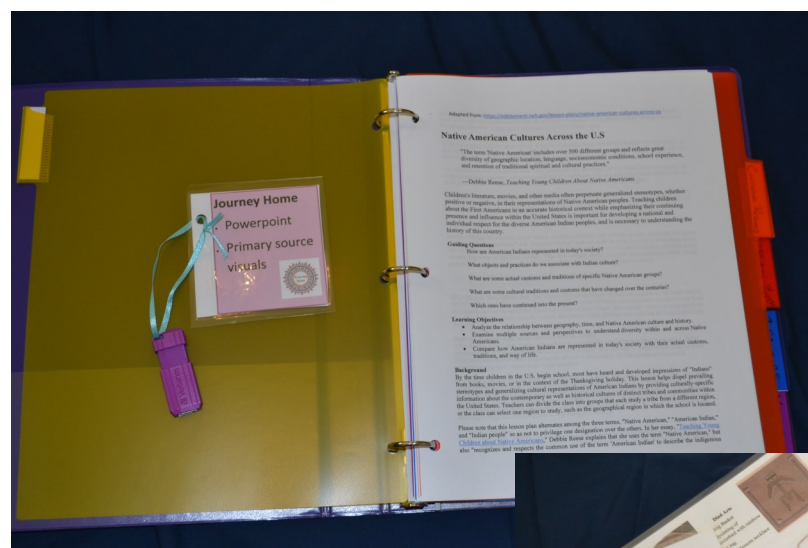 Journey Home
· Powerpoint
· Primary source
visuals
Adapted from: https://edsitement.neh.gov/lesson-plans/native-american-cultures-across-us
Native American Cultures Across the U.S
"The term 'Native American' includes over 500 different groups and reflects great
diversity of geographic location, language, socioeconomic conditions, school experience,
and retention of traditional spiritual and cultural practices."
—Debbie Reese, Teaching Young Children About Native Americans
Children's literature, movies, and other media often perpetuate generalized stereotypes, whether
positive or negative, in their representations of Native American peoples. Teaching children
about the First Americans in an accurate historical context while emphasizing their continuing
presence and influence within the United States is important for developing a national and
individual respect for the diverse American Indian peoples, and is necessary to understanding the
history of this country.
Guiding Questions
How are American Indians represented in today's society?
What objects and practices do we associate with Indian culture?
What are some actual customs and traditions of specific Native American groups?
What are some cultural traditions and customs that have changed over the centuries?
Which ones have continued into the present?
Learning Objectives
• Analyze the relationship between geography, time, and Native American culture and history
• Examine multiple sources and perspectives to understand diversity within and across Native
Americans.
• Compare how American Indians are represented in today's society with their actual customs,
traditions, and way of life.
Background
By the time children in the U.S. begin school, most have heard and developed impressions of "Indians"
from books, movies, or in the context of the Thanksgiving holiday. This lesson helps dispel prevailing
stereotypes and generalizing cultural representations of American Indians by providing culturally-specific
information about the contemporary as well as historical cultures of distinct tribes and communities within
the United States. Teachers can divide the class into groups that each study a tribe from a different region,
or the class can select one region to study, such as the geographical region in which the school is located.
Please note that this lesson plan alternates among the three terms, "Native American," "American Indian,"
and "Indian people" so as not to privilege one designation over the others. In her essay, "Teaching Young
Children about Native Americans," Debbie Reese explains that she uses the term "Native American," but
also "recognizes and respects the common use of the term 'American Indian' to describe the indigenous